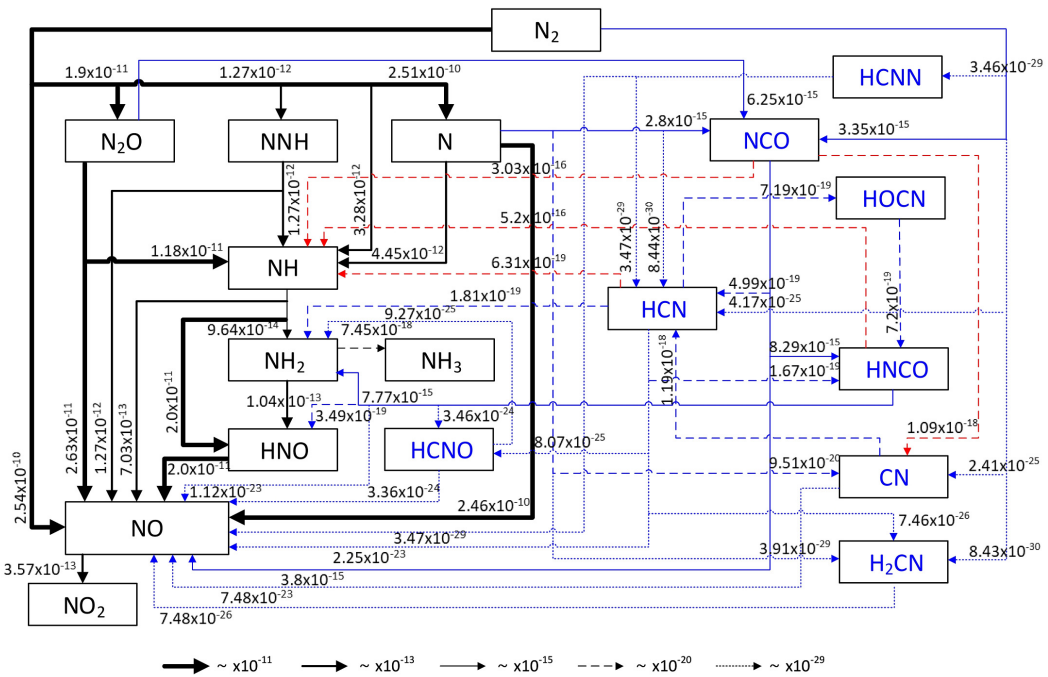 N2
1.9x10-11
1.27x10-12
2.51x10-10
HCNN
3.46x10-29
6.25x10-15
N2O
NNH
N
2.8x10-15
NCO
3.35x10-15
3.03x10-16
7.19x10-19
HOCN
1.27x10-12
3.28x10-12
5.2x10-16
3.47x10-29
8.44x10-30
1.18x10-11
NH
4.45x10-12
6.31x10-19
4.99x10-19
4.17x10-25
1.81x10-19
HCN
7.2x10-19
9.27x10-25
9.64x10-14
7.45x10-18
NH2
NH3
1.19x10-18
8.29x10-15
1.67x10-19
HNCO
2.0x10-11
7.77x10-15
1.04x10-13
3.49x10-19
3.46x10-24
1.09x10-18
HNO
HCNO
8.07x10-25
2.63x10-11
1.27x10-12
7.03x10-13
2.0x10-11
9.51x10-20
CN
2.41x10-25
2.54x10-10
1.12x10-23
3.36x10-24
2.46x10-10
NO
3.47x10-29
7.46x10-26
2.25x10-23
3.91x10-29
H2CN
8.43x10-30
3.57x10-13
3.8x10-15
NO2
7.48x10-23
7.48x10-26
~ x10-11
~ x10-13
~ x10-15
~ x10-20
~ x10-29